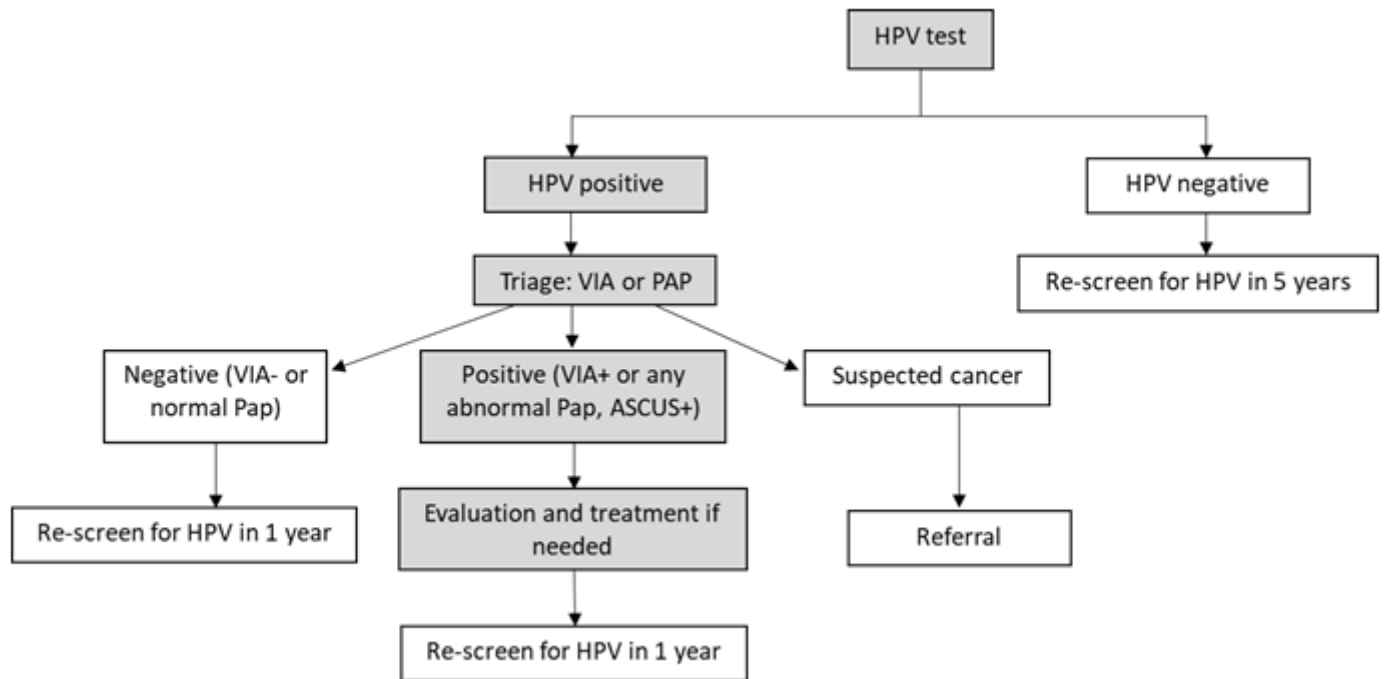 HPV test
HPV positive
HPV negative
Triage: VIA or PAP
Re-screen for HPV in 5 years
Negative (VIA- or
normal Pap)
Positive (VIA+ or any
abnormal Pap, ASCUS+)
Suspected cancer
Re-screen for HPV in 1 year
Evaluation and treatment if
needed
Referral
Re-screen for HPV in 1 year